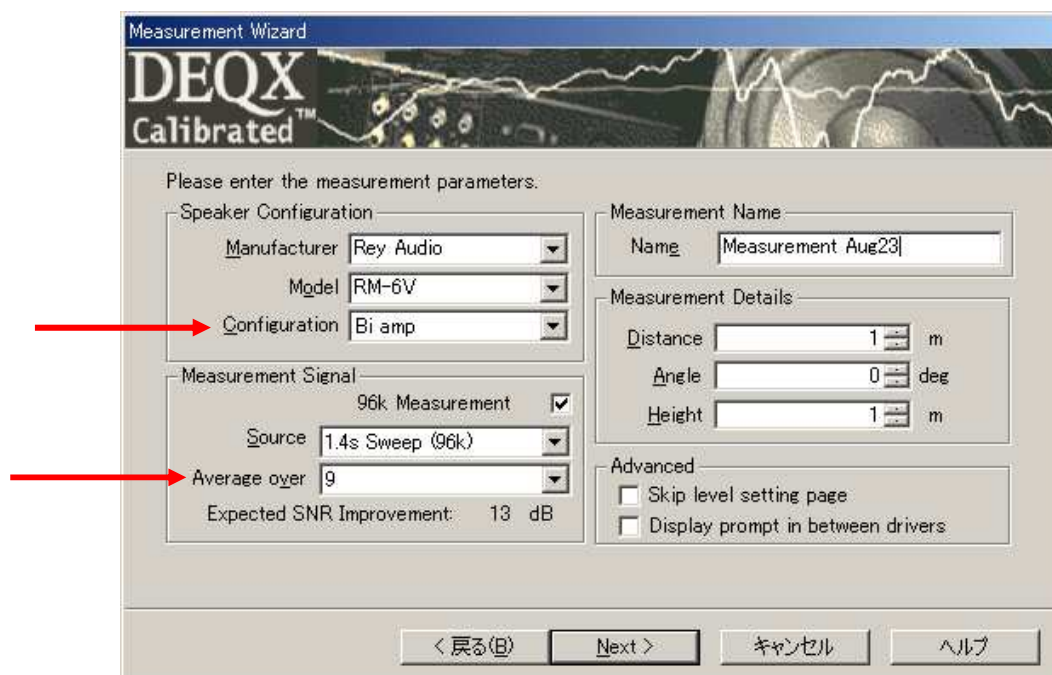 Measurement Wizard
DEQX
Calibrated™
Please enter the measurement parameters.
Speaker Configuration
Manufacturer Rey Audio
Model RM-6V
Configuration Bi amp
Measurement Signal
96k Measurement
Source 1.4s Sweep (96k)
Average over 9
Expected SNR Improvement: 13 dB
Measurement Name
Name Measurement Aug23
Measurement Details
Distance 1 m
Angle 0 deg
Height 1 m
Advanced
Skip level setting page
Display prompt in between drivers
< 戻る(B) Next > キャンセル ヘルプ